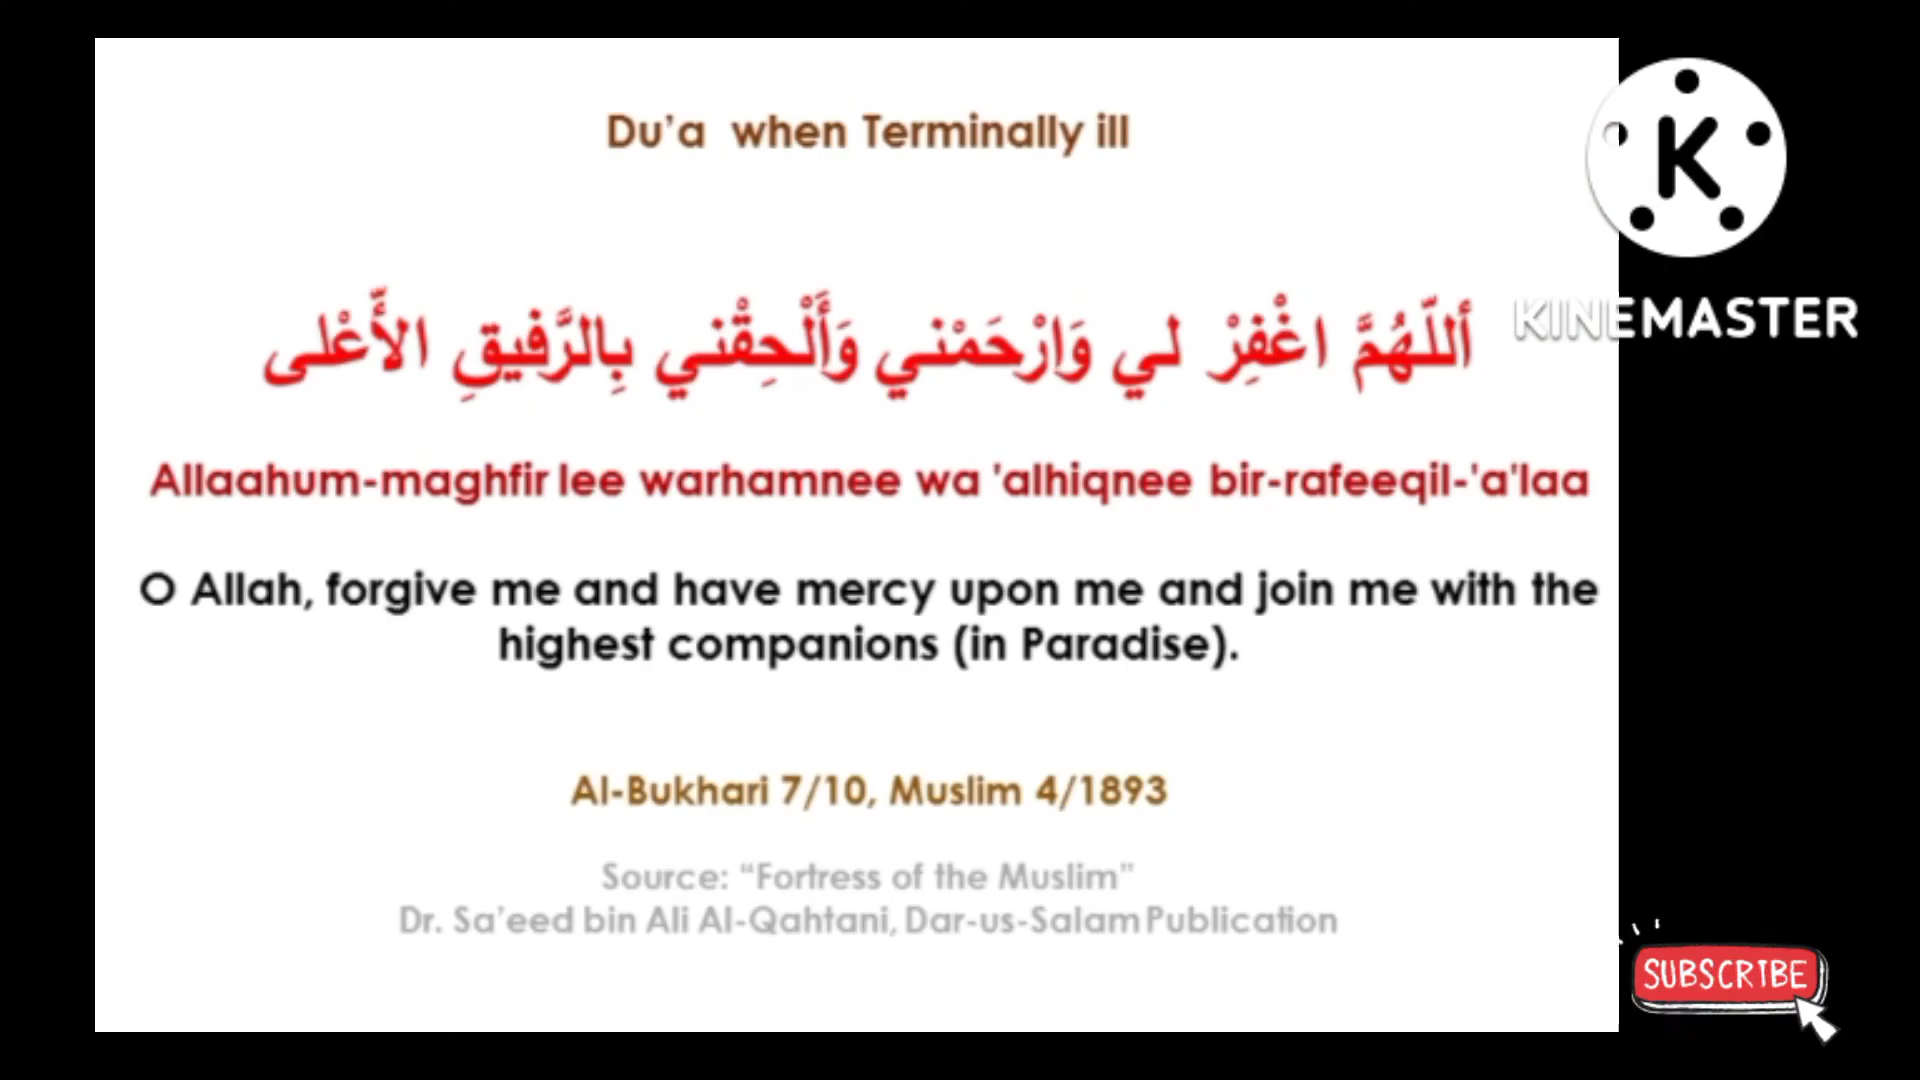 Du'a when Terminally ill
أللّهُمَّ اغْفِرْ لي وَارْحَمْني وَأَلْحِقْني بِالرَّفيقِ الأَّعْلى
Allaahum-maghfir lee warhamnee wa 'alhiqnee bir-rafeeqil-'a'laa
O Allah, forgive me and have mercy upon me and join me with the
highest companions (in Paradise).
Al-Bukhari 7/10, Muslim 4/1893
Source: “Fortress of the Muslim”
Dr. Sa'eed bin Ali Al-Qahtani, Dar-us-Salam Publication
K
KINEMASTER
SUBSCRIBE